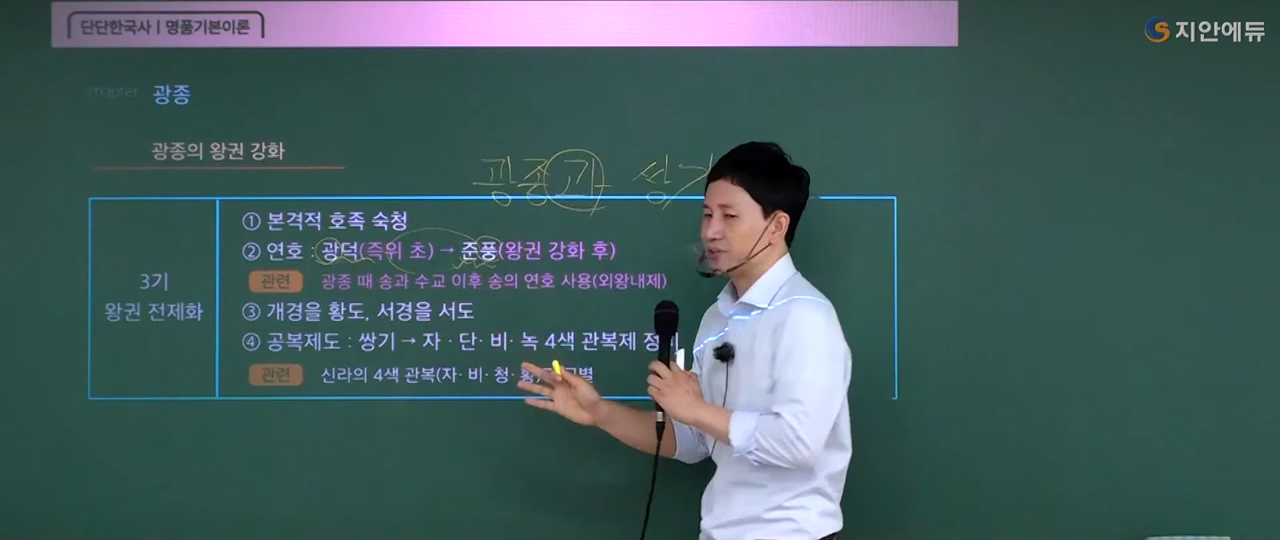 단단한국사 | 명품기본이론
지안에듀
chapter 광종
광종의 왕권 강화
광종과 쌍기
3기
왕권 전제화
① 본격적 호족 숙청
② 연호 : 광덕(즉위 초) → 준풍(왕권 강화 후)
관련 광종 때 송과 수교 이후 송의 연호 사용(외왕내제)
③ 개경을 황도, 서경을 서도
④ 공복제도 : 쌍기 → 자 · 단 · 비 · 녹 4색 관복제
관련 신라의 4색 관복(자 · 비 · 청 · 황)